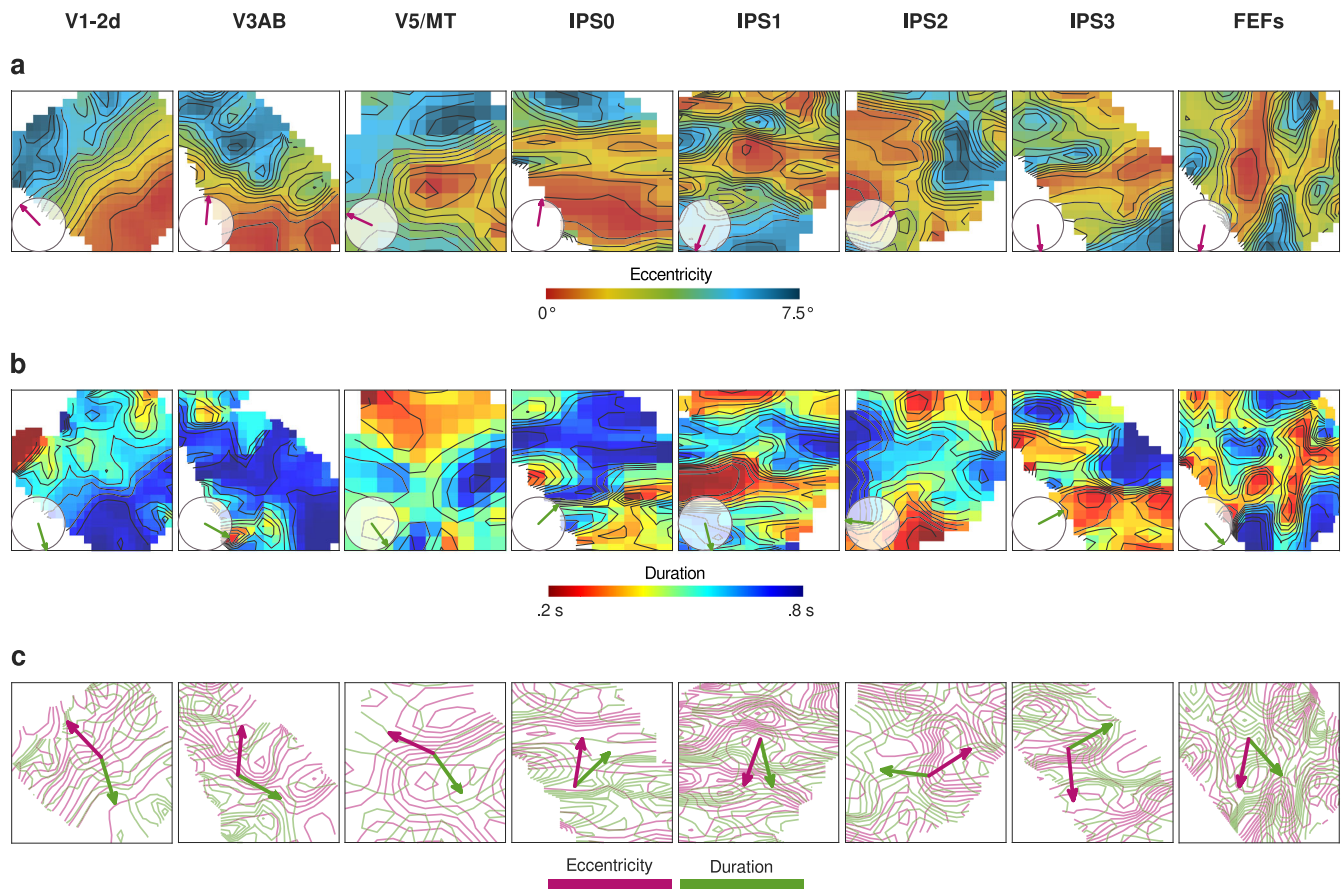 V1-2d V3AB V5/MT IPS0 IPS1 IPS2 IPS3 FEFs
a
Eccentricity
0° 7.5°
b
Duration
.2 s .8 s
c
Eccentricity Duration